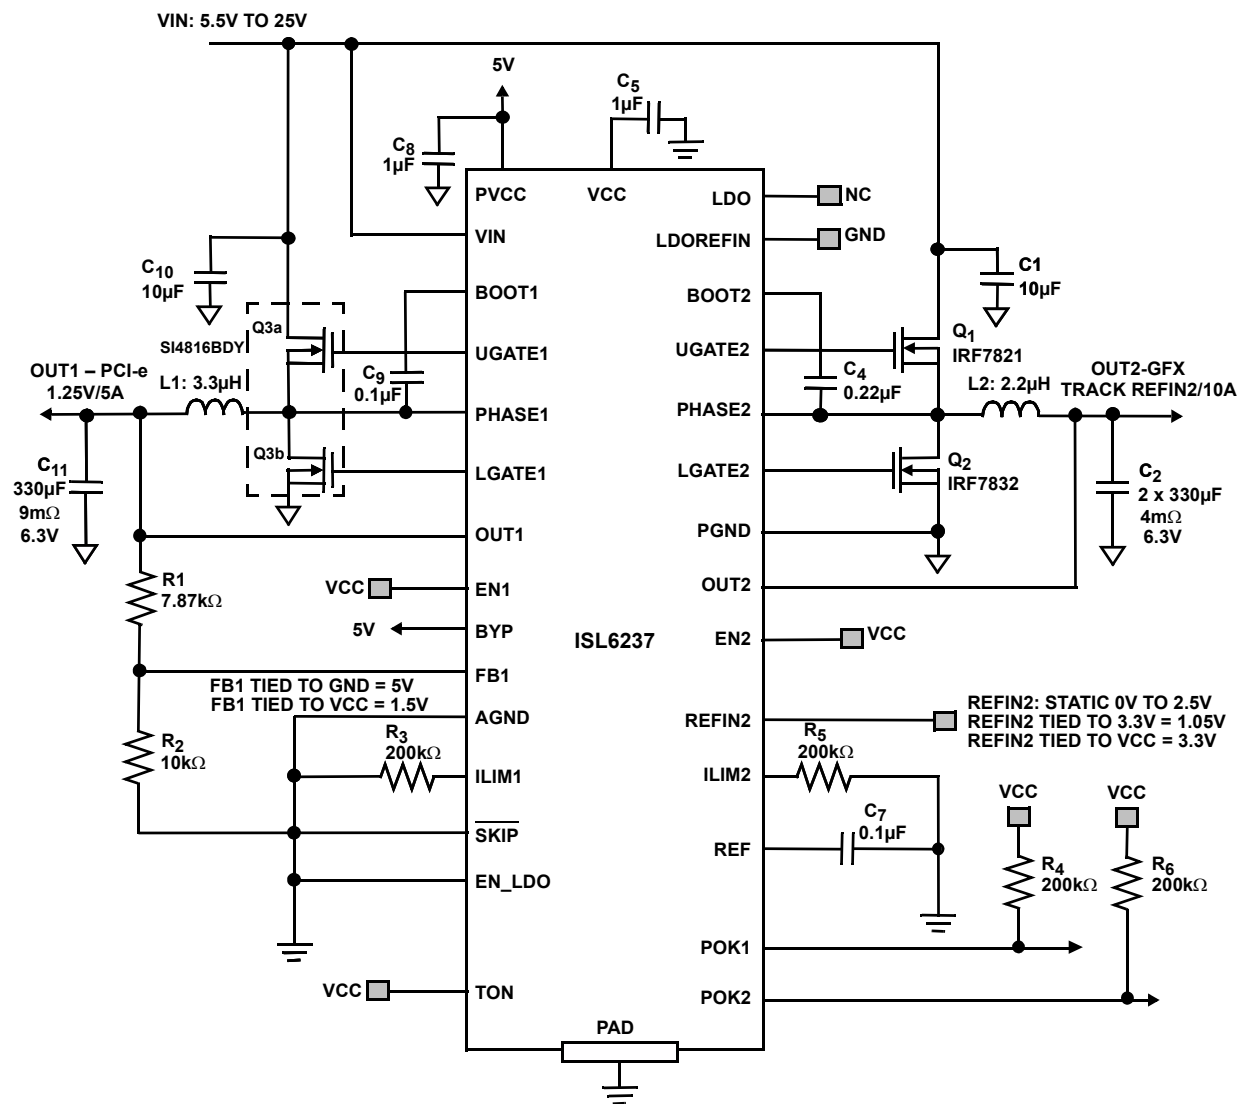 VIN: 5.5V TO 25V
5V
C5
1µF
C8
1µF
PVCC
VCC
LDO
NC
VIN
LDOREFIN
GND
C10
10µF
BOOT1
BOOT2
C1
10µF
Q3a
SI4816BDY
UGATE1
UGATE2
Q1
IRF7821
OUT1 – PCI-e
1.25V/5A
L1: 3.3µH
C9
0.1µF
C4
0.22µF
L2: 2.2µH
OUT2-GFX
TRACK REFIN2/10A
PHASE1
PHASE2
Q3b
LGATE1
LGATE2
Q2
IRF7832
C11
330µF
9mΩ
6.3V
C2
2 x 330µF
4mΩ
6.3V
OUT1
PGND
R1
7.87kΩ
VCC
EN1
OUT2
5V
BYP
ISL6237
EN2
VCC
FB1
FB1 TIED TO GND = 5V
FB1 TIED TO VCC = 1.5V
AGND
REFIN2
REFIN2: STATIC 0V TO 2.5V
REFIN2 TIED TO 3.3V = 1.05V
REFIN2 TIED TO VCC = 3.3V
R2
10kΩ
R3
200kΩ
ILIM1
ILIM2
R5
200kΩ
VCC
VCC
SKIP
REF
C7
0.1µF
R4
200kΩ
R6
200kΩ
EN_LDO
POK1
VCC
TON
POK2
PAD